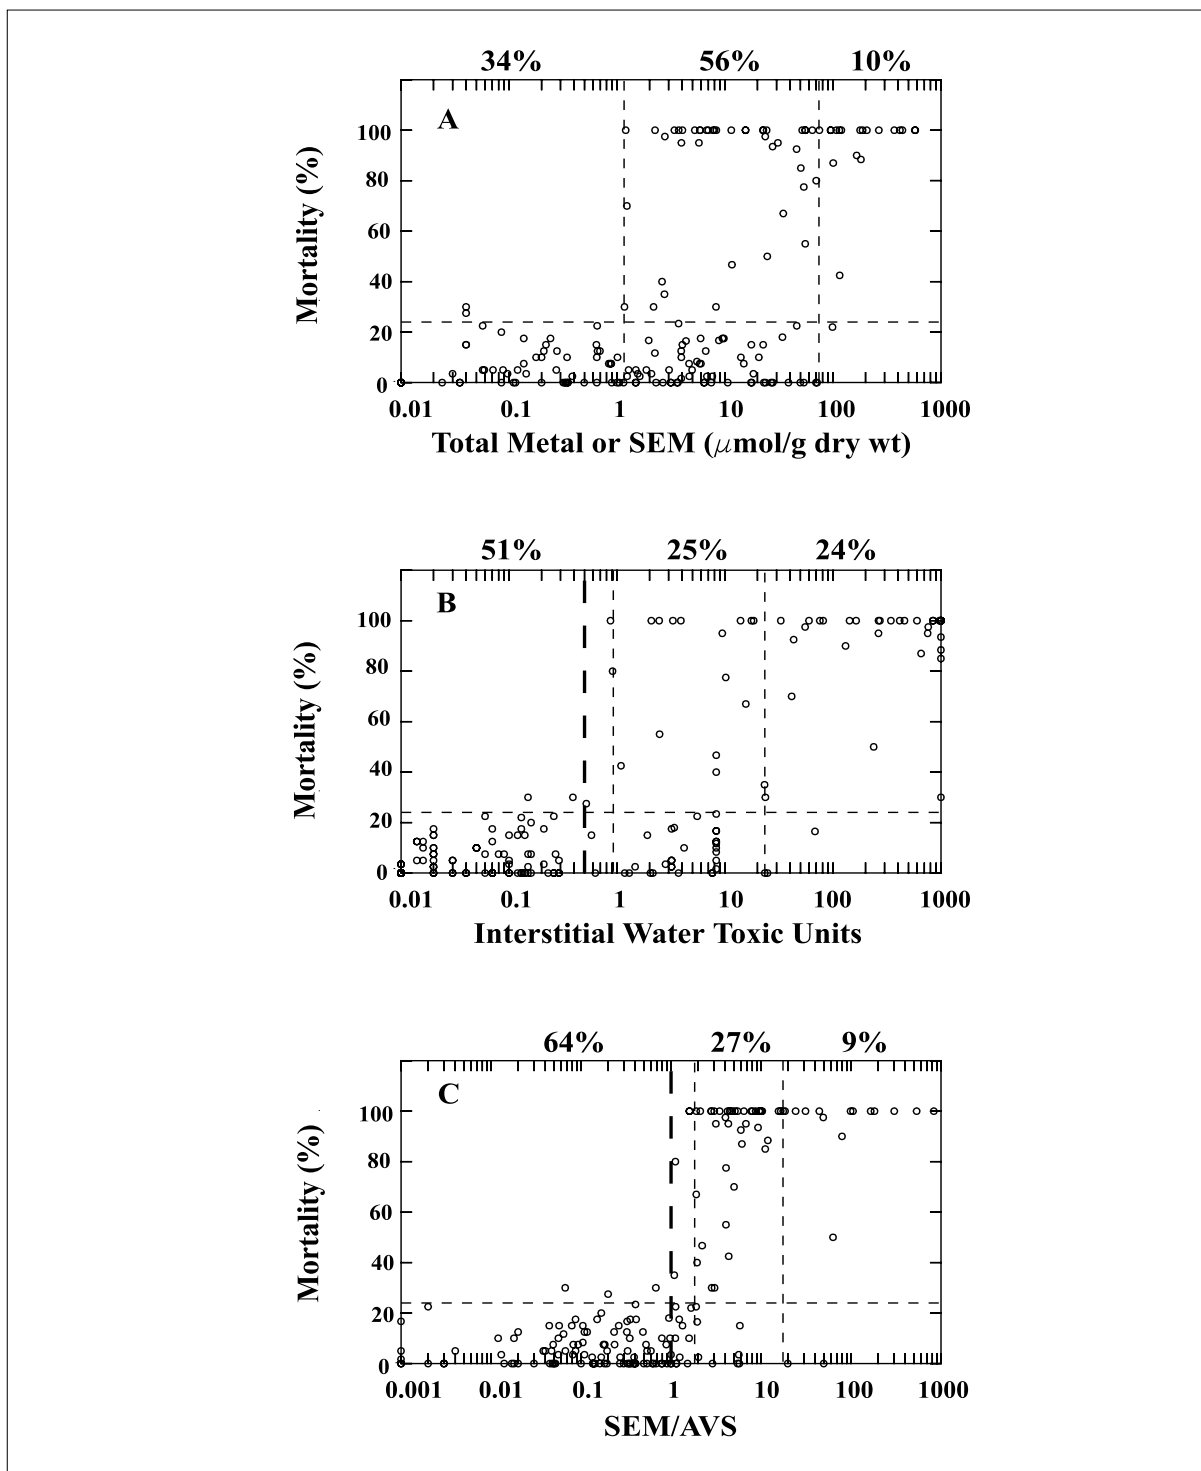 34% 56% 10%
A
100
80
60
40
20
0
Mortality (%)
0.01 0.1 1 10 100 1000
Total Metal or SEM (μmol/g dry wt)
51% 25% 24%
B
100
80
60
40
20
0
Mortality (%)
0.01 0.1 1 10 100 1000
Interstitial Water Toxic Units
64% 27% 9%
C
100
80
60
40
20
0
Mortality (%)
0.001 0.01 0.1 1 10 100 1000
SEM/AVS